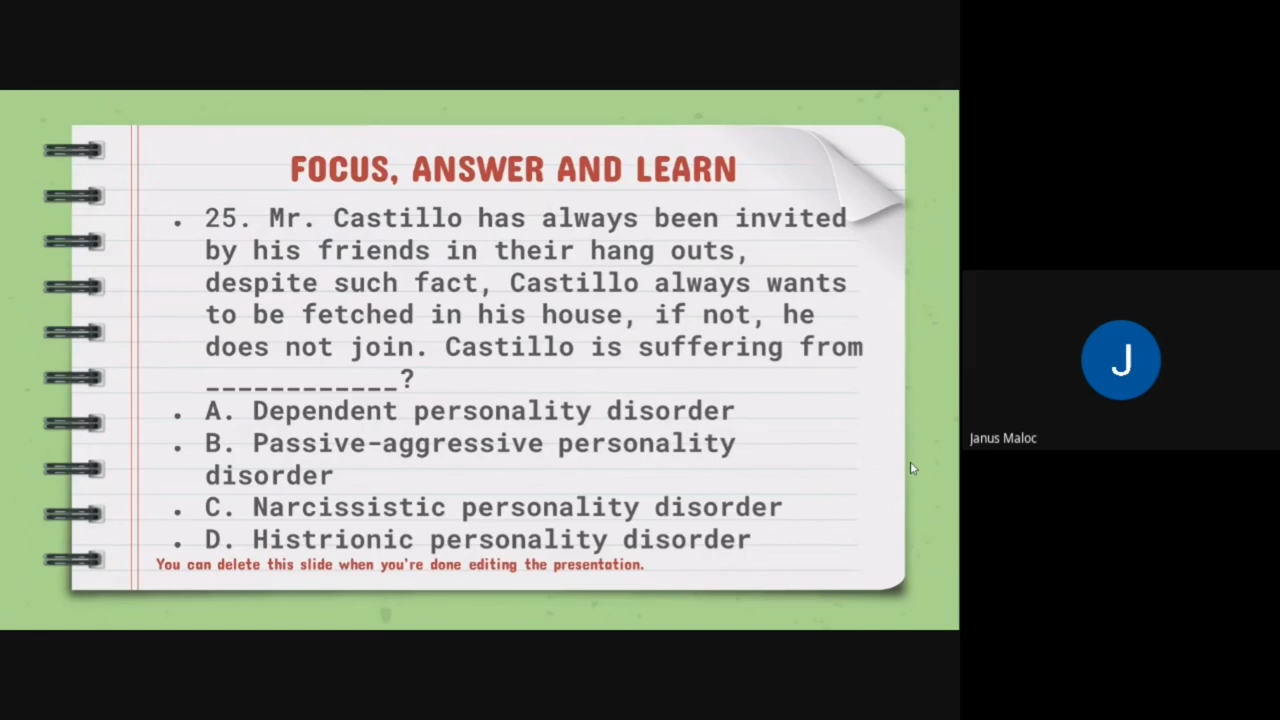 FOCUS, ANSWER AND LEARN
• 25. Mr. Castillo has always been invited
by his friends in their hang outs,
despite such fact, Castillo always wants
to be fetched in his house, if not, he
does not join. Castillo is suffering from
____________?
• A. Dependent personality disorder
• B. Passive-aggressive personality
disorder
• C. Narcissistic personality disorder
• D. Histrionic personality disorder
You can delete this slide when you're done editing the presentation.
J
Janus Maloc